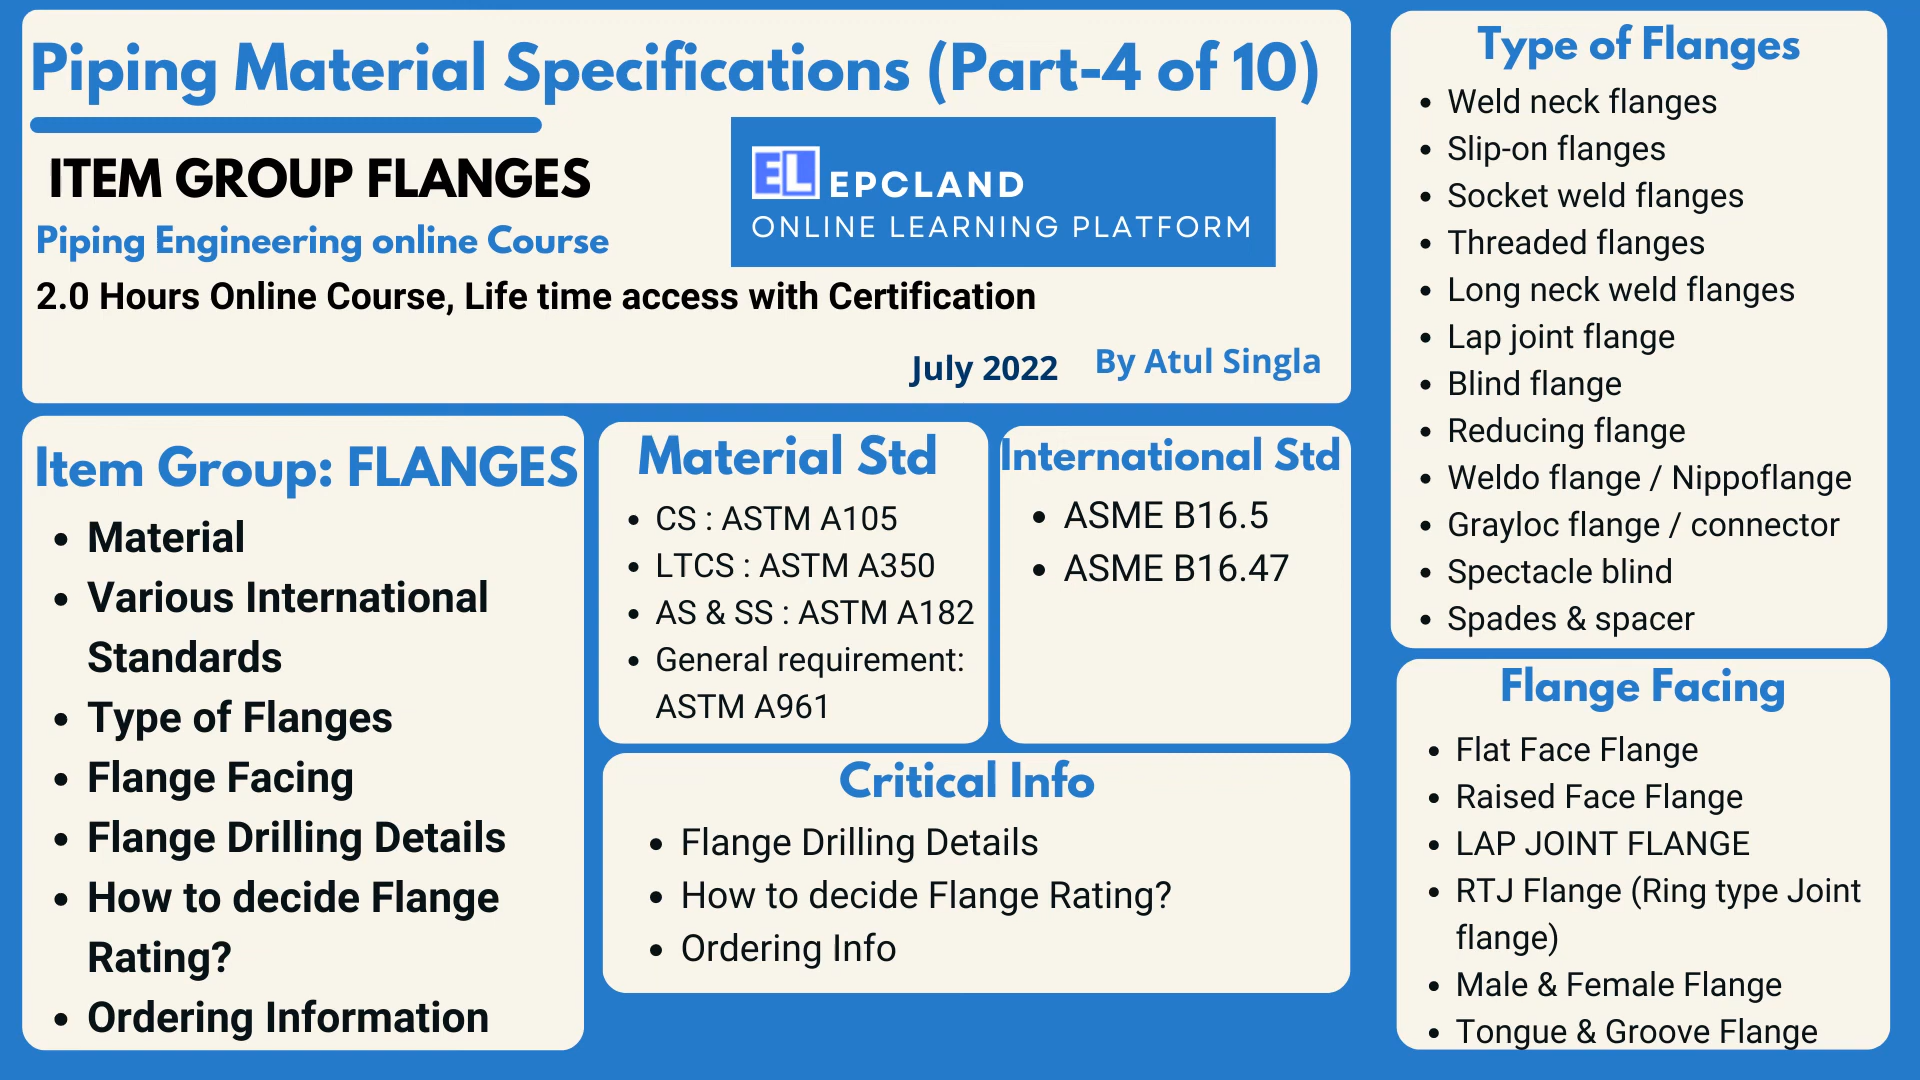 Piping Material Specifications (Part-4 of 10)
ITEM GROUP FLANGES
Piping Engineering online Course
EL EPCLAND
ONLINE LEARNING PLATFORM
2.0 Hours Online Course, Life time access with Certification
July 2022
By Atul Singla
Item Group: FLANGES
• Material
• Various International
Standards
• Type of Flanges
• Flange Facing
• Flange Drilling Details
• How to decide Flange
Rating?
• Ordering Information
Material Std
• CS : ASTM A105
• LTCS : ASTM A350
• AS & SS : ASTM A182
• General requirement:
ASTM A961
International Std
• ASME B16.5
• ASME B16.47
Critical Info
• Flange Drilling Details
• How to decide Flange Rating?
• Ordering Info
Type of Flanges
• Weld neck flanges
• Slip-on flanges
• Socket weld flanges
• Threaded flanges
• Long neck weld flanges
• Lap joint flange
• Blind flange
• Reducing flange
• Weldo flange / Nippoflange
• Grayloc flange / connector
• Spectacle blind
• Spades & spacer
Flange Facing
• Flat Face Flange
• Raised Face Flange
• LAP JOINT FLANGE
• RTJ Flange (Ring type Joint
flange)
• Male & Female Flange
• Tongue & Groove Flange